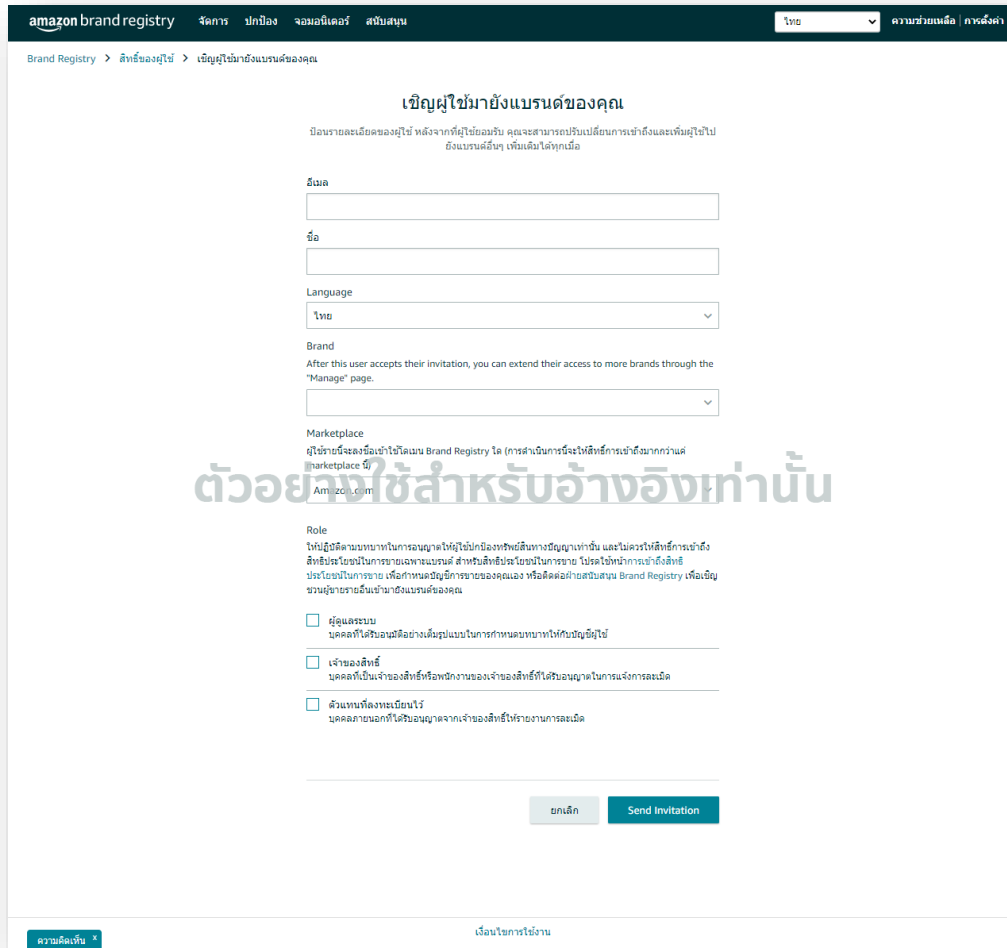 amazon brand registry จัดการ ปกป้อง จอมอนิเตอร์ สนับสนุน ไทย ความช่วยเหลือ | การตั้งค่า
Brand Registry > สิทธิ์ของผู้ใช้ > เชิญผู้ใช้มายังแบรนด์ของคุณ
เชิญผู้ใช้มายังแบรนด์ของคุณ
ป้อนรายละเอียดของผู้ใช้ หลังจากที่ผู้ใช้ยอมรับ คุณจะสามารถปรับเปลี่ยนการเข้าถึงและเพิ่มผู้ใช้ไป
ยังแบรนด์อื่นๆ เพิ่มเติมได้ทุกเมื่อ
อีเมล
ชื่อ
Language
ไทย
Brand
After this user accepts their invitation, you can extend their access to more brands through the
"Manage" page.
Marketplace
ผู้ใช้รายนี้จะลงชื่อเข้าใช้โดเมน Brand Registry ใด (การดำเนินการนี้จะให้สิทธิ์การเข้าถึงมากกว่าแค่
marketplace นี้)
ตัวอย่างใช้สำหรับอ้างอิงเท่านั้น
Amazon.com
Role
ให้ปฏิบัติตามบทบาทในการอนุญาตให้ผู้ใช้ปกป้องทรัพย์สินทางปัญญาเท่านั้น และไม่ควรให้สิทธิ์การเข้าถึง
สิทธิประโยชน์ในการขายเฉพาะแบรนด์ สำหรับสิทธิประโยชน์ในการขาย โปรดใช้หน้าการเข้าถึงสิทธิ
ประโยชน์ในการขาย เพื่อกำหนดบัญชีการขายของคุณเอง หรือติดต่อฝ่ายสนับสนุน Brand Registry เพื่อเชิญ
ชวนผู้ขายรายอื่นเข้ามายังแบรนด์ของคุณ
ผู้ดูแลระบบ
บุคคลที่ได้รับอนุมัติอย่างเต็มรูปแบบในการกำหนดบทบาทให้กับบัญชีผู้ใช้
เจ้าของสิทธิ์
บุคคลที่เป็นเจ้าของสิทธิ์หรือพนักงานของเจ้าของสิทธิ์ที่ได้รับอนุญาตในการแจ้งการละเมิด
ตัวแทนที่ลงทะเบียนไว้
บุคคลภายนอกที่ได้รับอนุญาตจากเจ้าของสิทธิ์ให้รายงานการละเมิด
ยกเลิก Send Invitation
เงื่อนไขการใช้งาน
ความคิดเห็น x